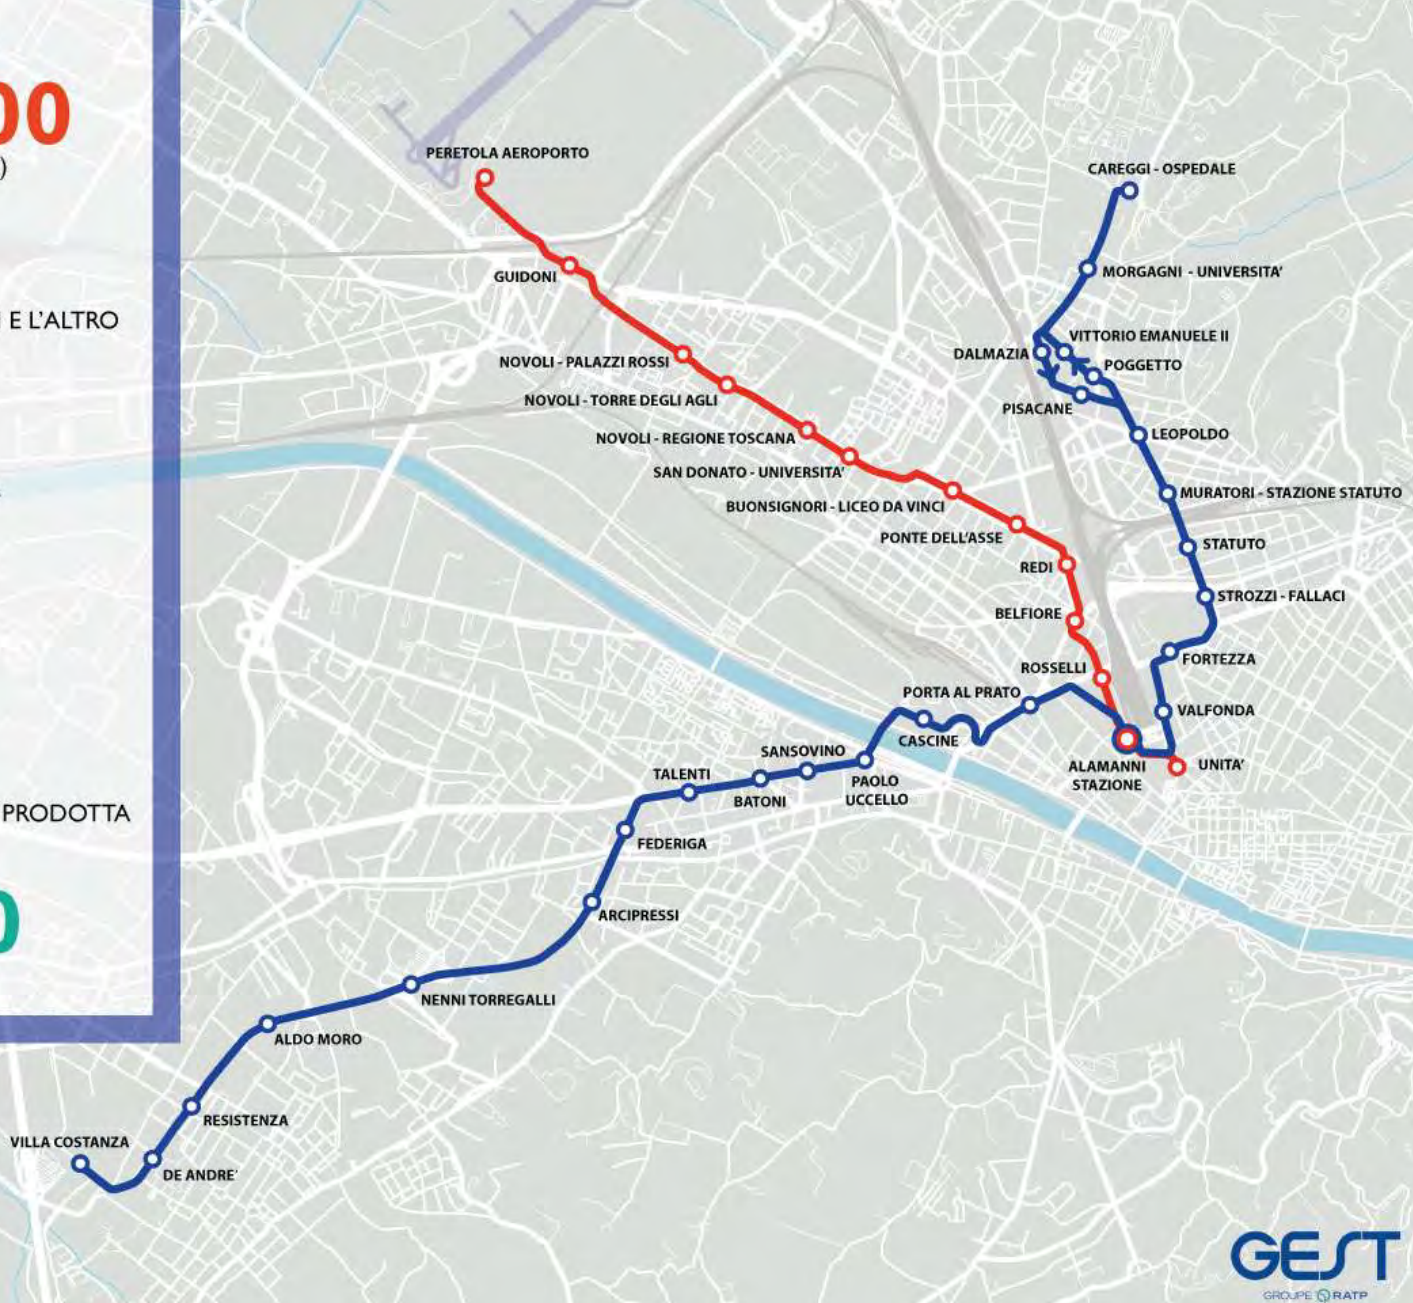 00
)
E L'ALTRO
PRODOTTA
0
PERETOLA AEROPORTO
GUIDONI
NOVOLI - PALAZZI ROSSI
NOVOLI - TORRE DEGLI AGLI
NOVOLI - REGIONE TOSCANA
SAN DONATO - UNIVERSITA'
BUONSIGNORI - LICEO DA VINCI
PONTE DELL'ASSE
REDI
BELFIORE
ROSSELLI
ALAMANNI
STAZIONE
UNITA'
CAREGGI - OSPEDALE
MORGAGNI - UNIVERSITA'
VITTORIO EMANUELE II
DALMAZIA
POGGETTO
PISACANE
LEOPOLDO
MURATORI - STAZIONE STATUTO
STATUTO
STROZZI - FALLACI
FORTEZZA
VALFONDA
PORTA AL PRATO
CASCINE
PAOLO
UCCELLO
SANSOVINO
BATONI
TALENTI
FEDERIGA
ARCIPRESSI
NENNI TORREGALLI
ALDO MORO
RESISTENZA
DE ANDRE'
VILLA COSTANZA
GEST
GROUPE RATP